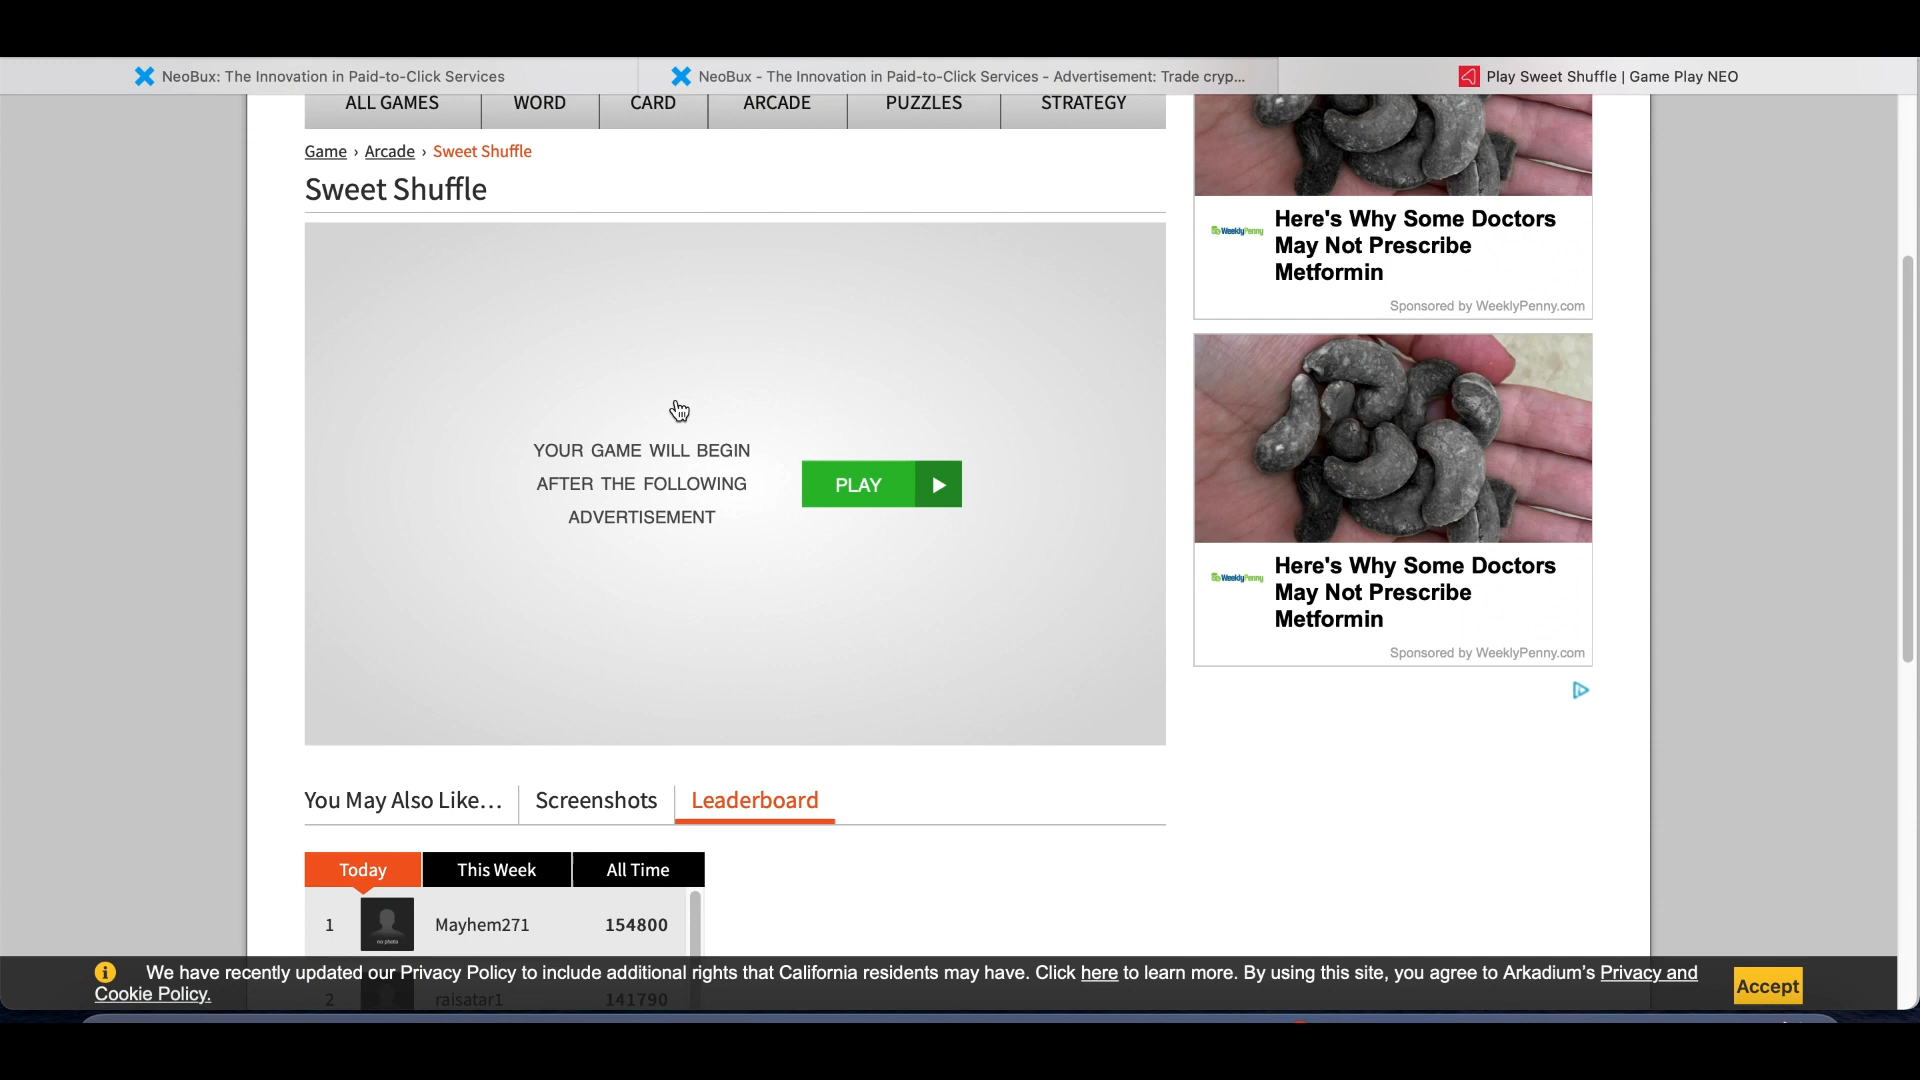 NeoBux: The Innovation in Paid-to-Click Services
NeoBux - The Innovation in Paid-to-Click Services - Advertisement: Trade cryp...
Play Sweet Shuffle | Game Play NEO
ALL GAMES
WORD
CARD
ARCADE
PUZZLES
STRATEGY
Game › Arcade › Sweet Shuffle
Sweet Shuffle
YOUR GAME WILL BEGIN
AFTER THE FOLLOWING
ADVERTISEMENT
PLAY
WeeklyPenny
Here's Why Some Doctors
May Not Prescribe
Metformin
Sponsored by WeeklyPenny.com
WeeklyPenny
Here's Why Some Doctors
May Not Prescribe
Metformin
Sponsored by WeeklyPenny.com
You May Also Like...
Screenshots
Leaderboard
Today
This Week
All Time
1 no photo Mayhem271 154800
2 raisatar1 141790
We have recently updated our Privacy Policy to include additional rights that California residents may have. Click here to learn more. By using this site, you agree to Arkadium's Privacy and
Cookie Policy.
Accept